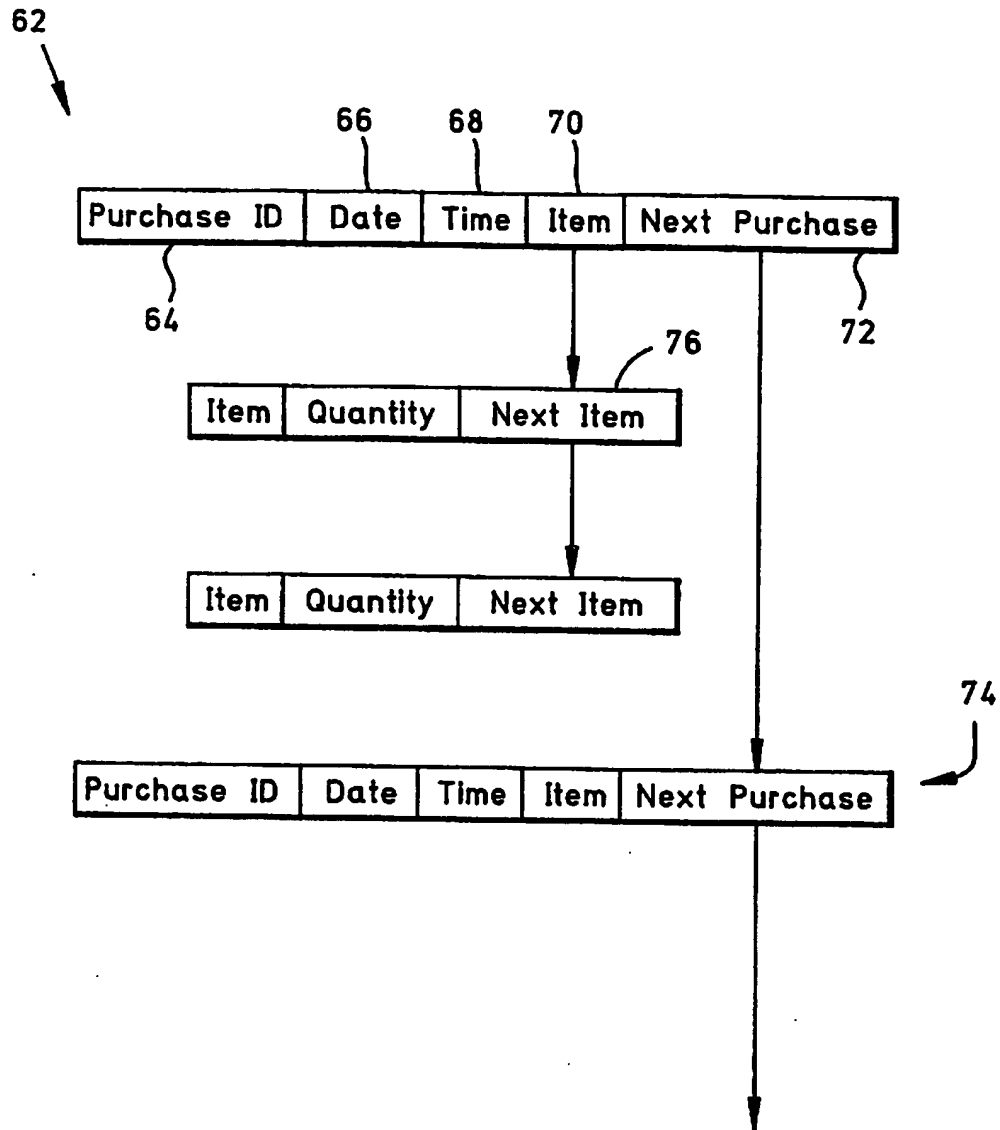 62
66 68 70
Purchase ID Date Time Item Next Purchase
64 72
76
Item Quantity Next Item
Item Quantity Next Item
74
Purchase ID Date Time Item Next Purchase